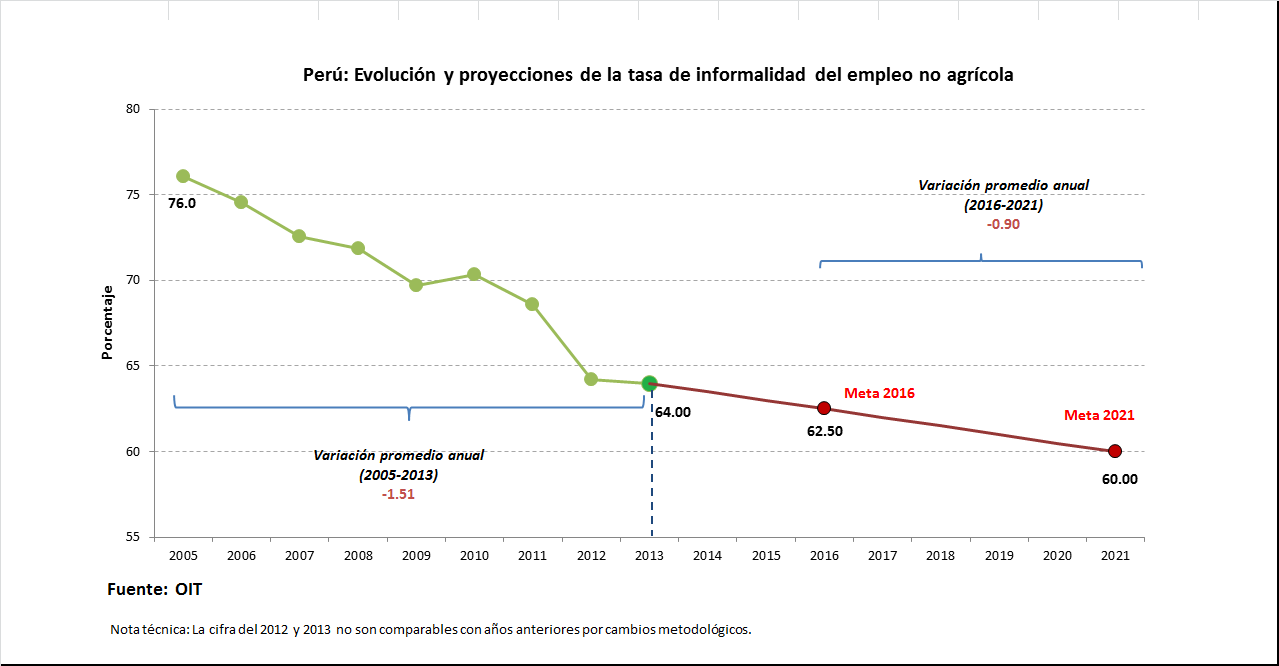 Perú: Evolución y proyecciones de la tasa de informalidad del empleo no agrícola
80
75
70
65
60
55
Porcentaje
76.0
Variación promedio anual
(2016-2021)
-0.90
Meta 2016
64.00
62.50
Meta 2021
60.00
Variación promedio anual
(2005-2013)
-1.51
2005 2006 2007 2008 2009 2010 2011 2012 2013 2014 2015 2016 2017 2018 2019 2020 2021
Fuente: OIT
Nota técnica: La cifra del 2012 y 2013 no son comparables con años anteriores por cambios metodológicos.